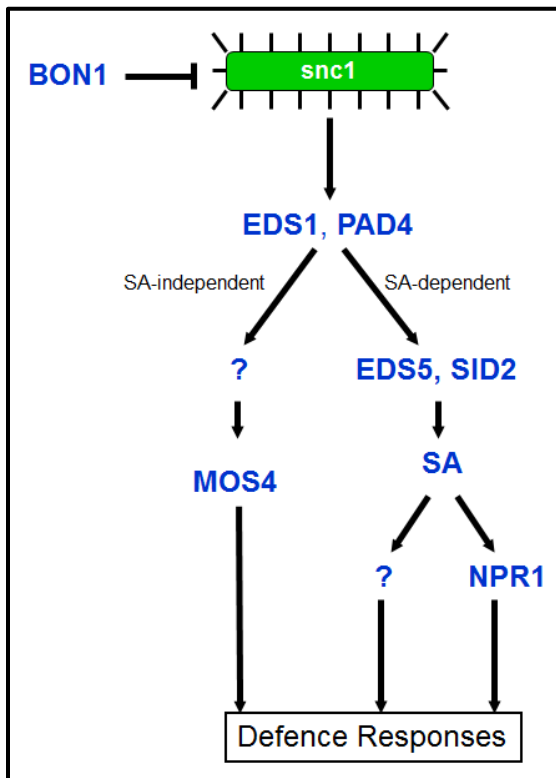 snc1
BON1
EDS1, PAD4
SA-independent
SA-dependent
?
EDS5, SID2
SA
MOS4
?
NPR1
Defence Responses